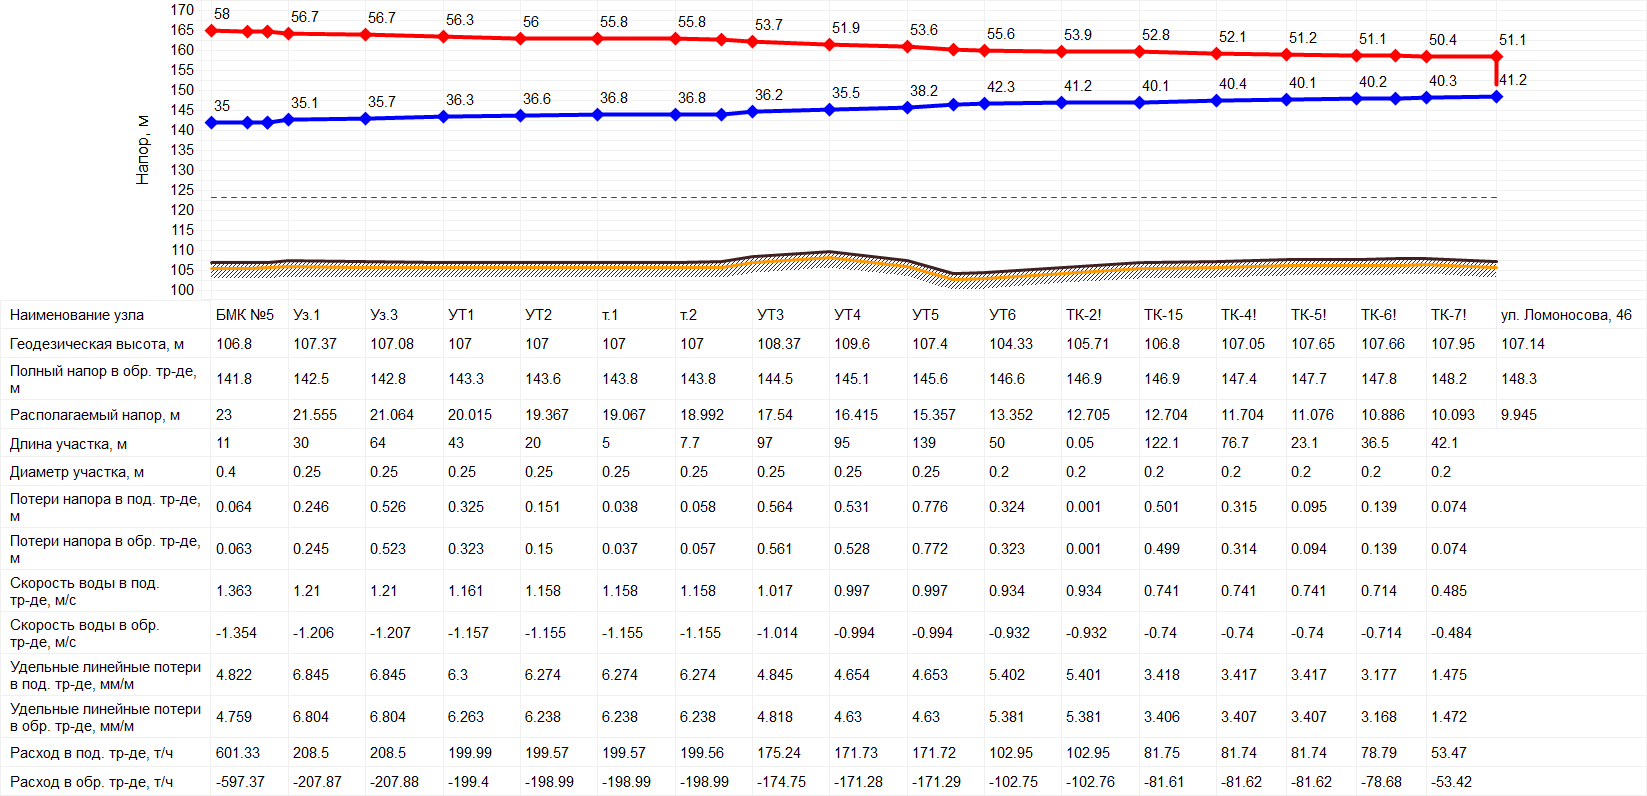 170
165
160
155
150
145
140
135
130
125
120
115
110
105
100
Напор, м
58 56.7 56.7 56.3 56 55.8 55.8 53.7 51.9 53.6 55.6 53.9 52.8 52.1 51.2 51.1 50.4 51.1
35 35.1 35.7 36.3 36.6 36.8 36.8 36.2 35.5 38.2 42.3 41.2 40.1 40.4 40.1 40.2 40.3 41.2
Наименование узла БМК №5 Уз.1 Уз.3 УТ1 УТ2 т.1 т.2 УТ3 УТ4 УТ5 УТ6 ТК-2! ТК-15 ТК-4! ТК-5! ТК-6! ТК-7! ул. Ломоносова, 46
Геодезическая высота, м 106.8 107.37 107.08 107 107 107 107 108.37 109.6 107.4 104.33 105.71 106.8 107.05 107.65 107.66 107.95 107.14
Полный напор в обр. тр-де,
м 141.8 142.5 142.8 143.3 143.6 143.8 143.8 144.5 145.1 145.6 146.6 146.9 146.9 147.4 147.7 147.8 148.2 148.3
Располагаемый напор, м 23 21.555 21.064 20.015 19.367 19.067 18.992 17.54 16.415 15.357 13.352 12.705 12.704 11.704 11.076 10.886 10.093 9.945
Длина участка, м 11 30 64 43 20 5 7.7 97 95 139 50 0.05 122.1 76.7 23.1 36.5 42.1
Диаметр участка, м 0.4 0.25 0.25 0.25 0.25 0.25 0.25 0.25 0.25 0.25 0.2 0.2 0.2 0.2 0.2 0.2 0.2
Потери напора в под. тр-де,
м 0.064 0.246 0.526 0.325 0.151 0.038 0.058 0.564 0.531 0.776 0.324 0.001 0.501 0.315 0.095 0.139 0.074
Потери напора в обр. тр-де,
м 0.063 0.245 0.523 0.323 0.15 0.037 0.057 0.561 0.528 0.772 0.323 0.001 0.499 0.314 0.094 0.139 0.074
Скорость воды в под.
тр-де, м/с 1.363 1.21 1.21 1.161 1.158 1.158 1.158 1.017 0.997 0.997 0.934 0.934 0.741 0.741 0.741 0.714 0.485
Скорость воды в обр.
тр-де, м/с -1.354 -1.206 -1.207 -1.157 -1.155 -1.155 -1.155 -1.014 -0.994 -0.994 -0.932 -0.932 -0.74 -0.74 -0.74 -0.714 -0.484
Удельные линейные потери
в под. тр-де, мм/м 4.822 6.845 6.845 6.3 6.274 6.274 6.274 4.845 4.654 4.653 5.402 5.401 3.418 3.417 3.417 3.177 1.475
Удельные линейные потери
в обр. тр-де, мм/м 4.759 6.804 6.804 6.263 6.238 6.238 6.238 4.818 4.63 4.63 5.381 5.381 3.406 3.407 3.407 3.168 1.472
Расход в под. тр-де, т/ч 601.33 208.5 208.5 199.99 199.57 199.57 199.56 175.24 171.73 171.72 102.95 102.95 81.75 81.74 81.74 78.79 53.47
Расход в обр. тр-де, т/ч -597.37 -207.87 -207.88 -199.4 -198.99 -198.99 -198.99 -174.75 -171.28 -171.29 -102.75 -102.76 -81.61 -81.62 -81.62 -78.68 -53.42